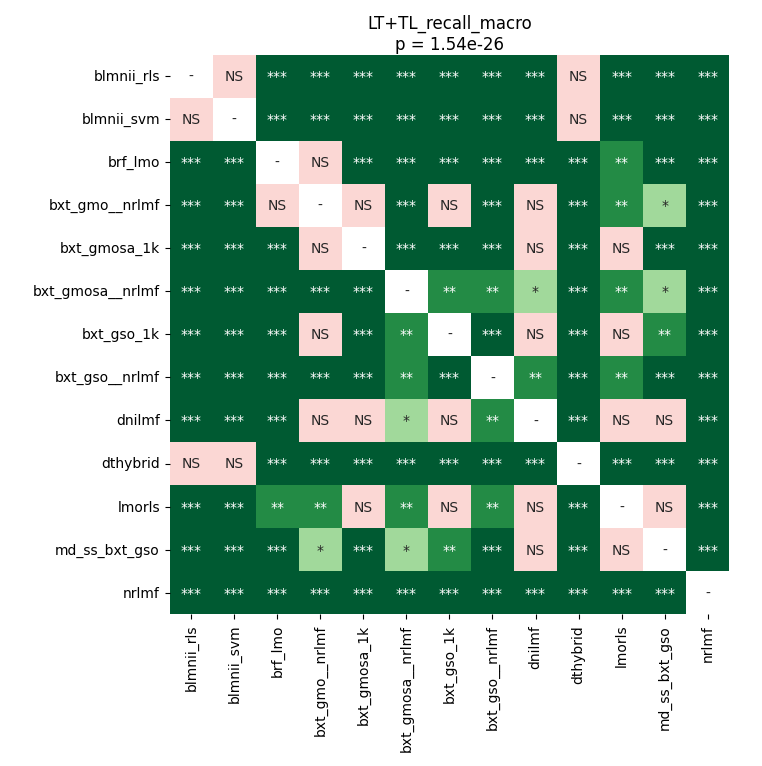 LT+TL_recall_macro
p = 1.54e-26
blmnii_rls - NS *** *** *** *** *** *** *** NS *** *** ***
blmnii_svm NS - *** *** *** *** *** *** *** NS *** *** ***
brf_lmo *** *** - NS *** *** *** *** *** *** ** *** ***
bxt_gmo__nrlmf *** *** NS - NS *** NS *** NS *** ** * ***
bxt_gmosa_1k *** *** *** NS - *** *** *** NS *** NS *** ***
bxt_gmosa__nrlmf *** *** *** *** *** - ** ** * *** ** * ***
bxt_gso_1k *** *** *** NS *** ** - *** NS *** NS ** ***
bxt_gso__nrlmf *** *** *** *** *** ** *** - ** *** ** *** ***
dnilmf *** *** *** NS NS * NS ** - *** NS NS ***
dthybrid NS NS *** *** *** *** *** *** *** - *** *** ***
lmorls *** *** ** ** NS ** NS ** NS *** - NS ***
md_ss_bxt_gso *** *** *** * *** * ** *** NS *** NS - ***
nrlmf *** *** *** *** *** *** *** *** *** *** *** *** -
blmnii_rls
blmnii_svm
brf_lmo
bxt_gmo__nrlmf
bxt_gmosa_1k
bxt_gmosa__nrlmf
bxt_gso_1k
bxt_gso__nrlmf
dnilmf
dthybrid
lmorls
md_ss_bxt_gso
nrlmf